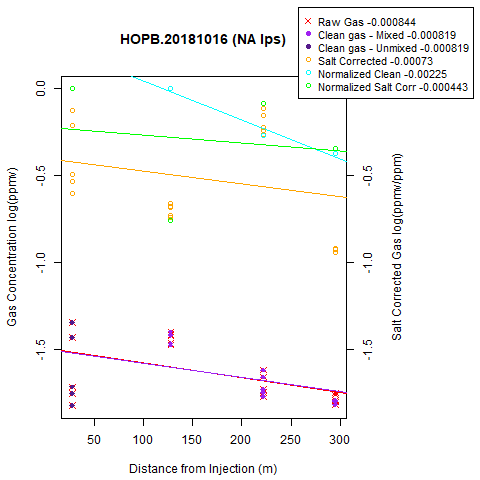 HOPB.20181016 (NA lps)
Raw Gas -0.000844
Clean gas - Mixed -0.000819
Clean gas - Unmixed -0.000819
Salt Corrected -0.00073
Normalized Clean -0.00225
Normalized Salt Corr -0.000443
Gas Concentration log(ppmv)
0.0
-0.5
-1.0
-1.5
-0.5
-1.0
-1.5
Salt Corrected Gas log(ppmv/ppm)
50
100
150
200
250
300
Distance from Injection (m)